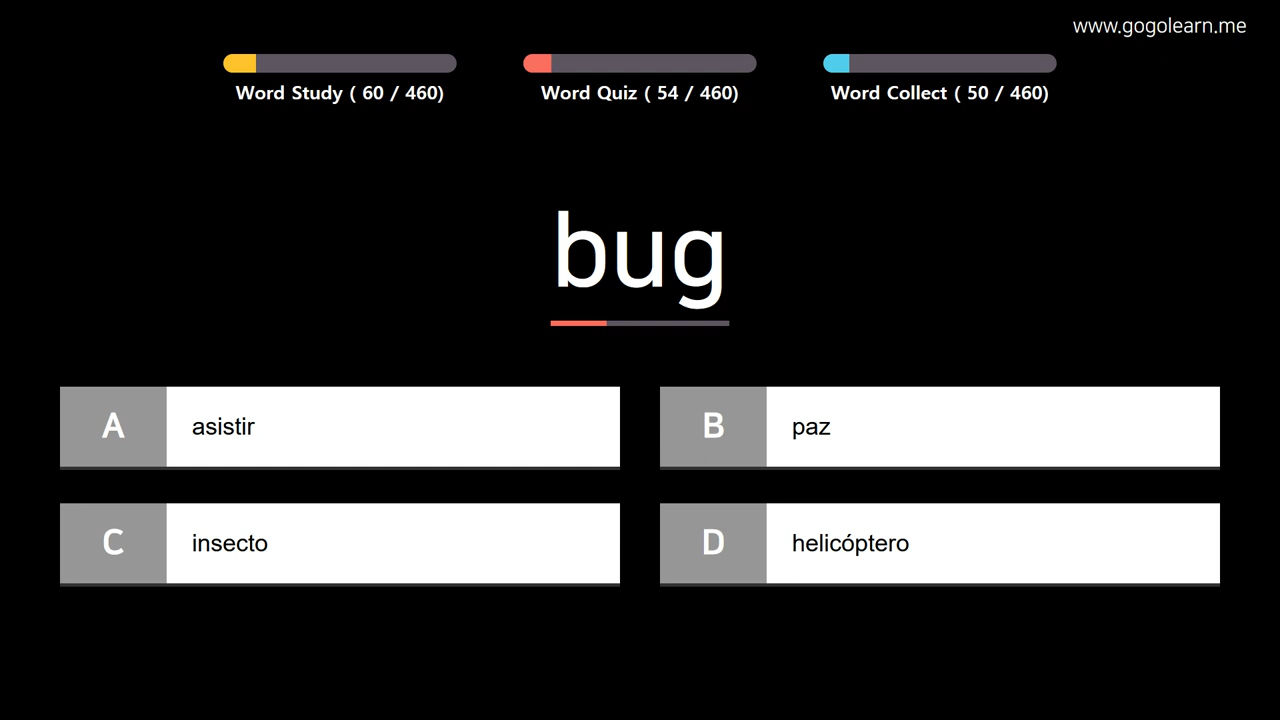 www.gogolearn.me
Word Study ( 60 / 460)
Word Quiz ( 54 / 460)
Word Collect ( 50 / 460)
bug
A asistir
B paz
C insecto
D helicóptero